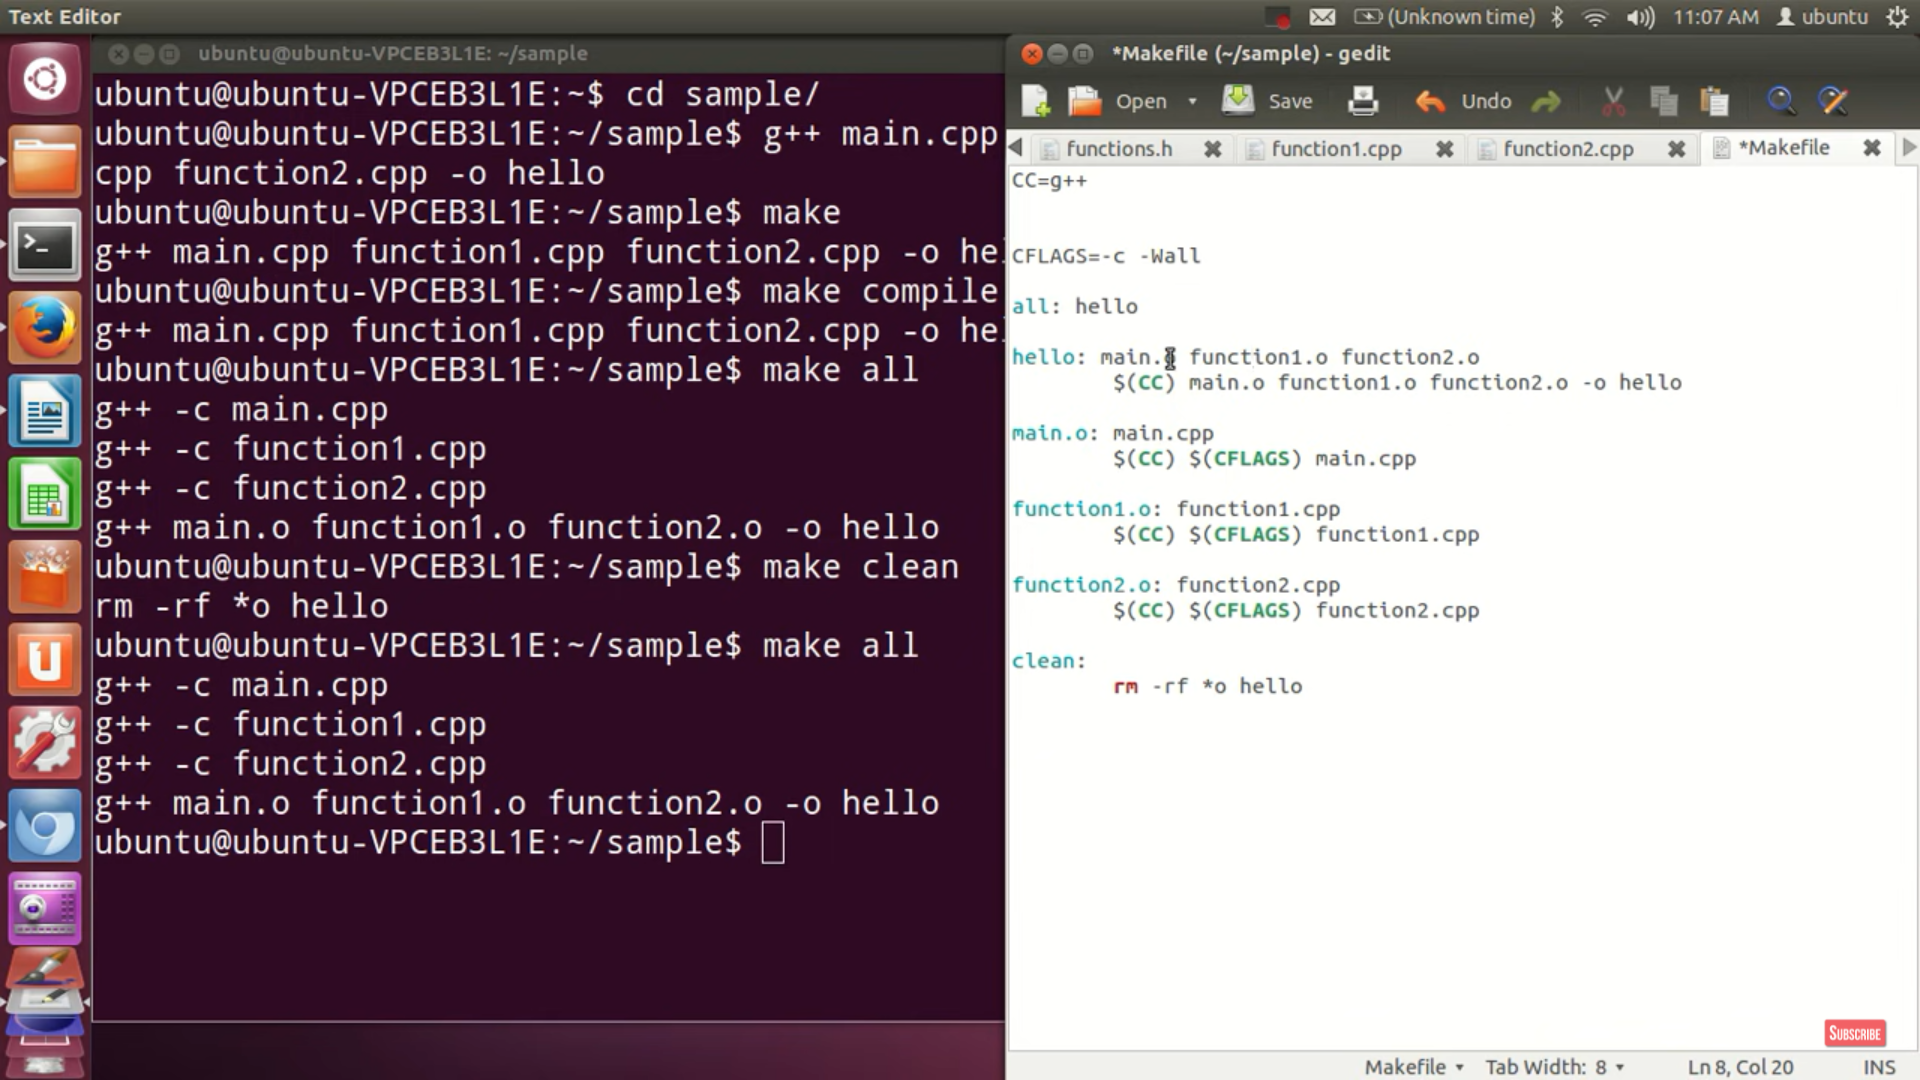 Text Editor
(Unknown time) 11:07 AM ubuntu
ubuntu@ubuntu-VPCEB3L1E: ~/sample
ubuntu@ubuntu-VPCEB3L1E:~$ cd sample/
ubuntu@ubuntu-VPCEB3L1E:~/sample$ g++ main.cpp
cpp function2.cpp -o hello
ubuntu@ubuntu-VPCEB3L1E:~/sample$ make
g++ main.cpp function1.cpp function2.cpp -o hel
ubuntu@ubuntu-VPCEB3L1E:~/sample$ make compile
g++ main.cpp function1.cpp function2.cpp -o hel
ubuntu@ubuntu-VPCEB3L1E:~/sample$ make all
g++ -c main.cpp
g++ -c function1.cpp
g++ -c function2.cpp
g++ main.o function1.o function2.o -o hello
ubuntu@ubuntu-VPCEB3L1E:~/sample$ make clean
rm -rf *o hello
ubuntu@ubuntu-VPCEB3L1E:~/sample$ make all
g++ -c main.cpp
g++ -c function1.cpp
g++ -c function2.cpp
g++ main.o function1.o function2.o -o hello
ubuntu@ubuntu-VPCEB3L1E:~/sample$
*Makefile (~/sample) - gedit
Open Save Undo
functions.h function1.cpp function2.cpp *Makefile
CC=g++
CFLAGS=-c -Wall
all: hello
hello: main. function1.o function2.o
$(CC) main.o function1.o function2.o -o hello
main.o: main.cpp
$(CC) $(CFLAGS) main.cpp
function1.o: function1.cpp
$(CC) $(CFLAGS) function1.cpp
function2.o: function2.cpp
$(CC) $(CFLAGS) function2.cpp
clean:
rm -rf *o hello
SUBSCRIBE
Makefile Tab Width: 8 Ln 8, Col 20 INS